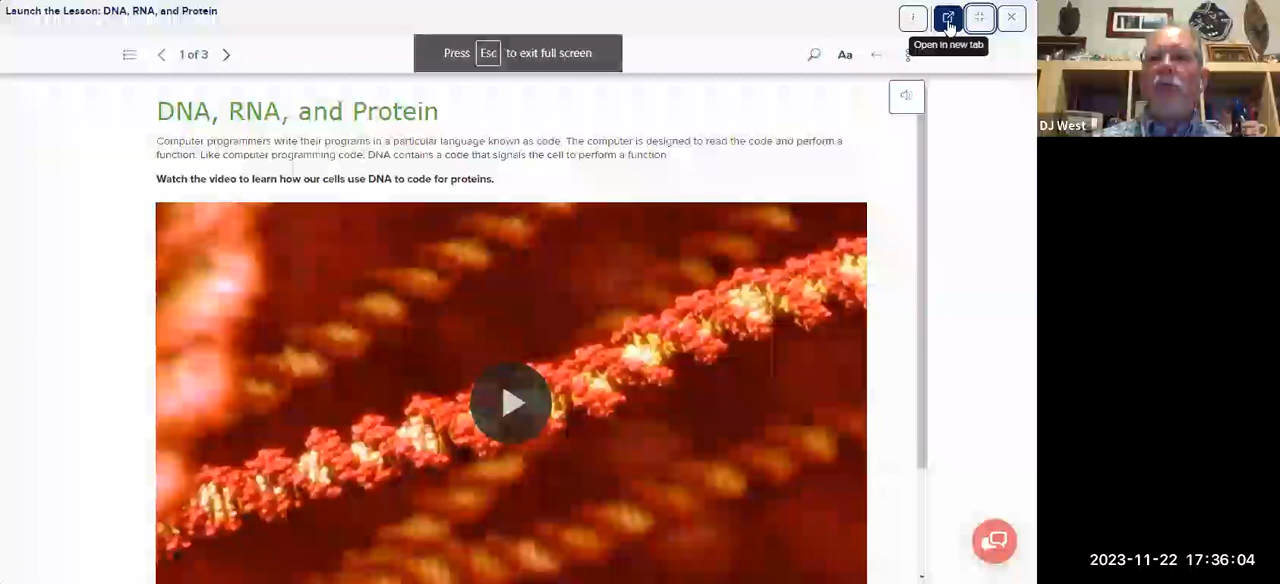 Launch the Lesson: DNA, RNA, and Protein
i
Open in new tab
1 of 3
Press Esc to exit full screen
Aa
DNA, RNA, and Protein
Computer programmers write their programs in a particular language known as code. The computer is designed to read the code and perform a
function. Like computer programming code, DNA contains a code that signals the cell to perform a function
Watch the video to learn how our cells use DNA to code for proteins.
DJ West
2023-11-22 17:36:04